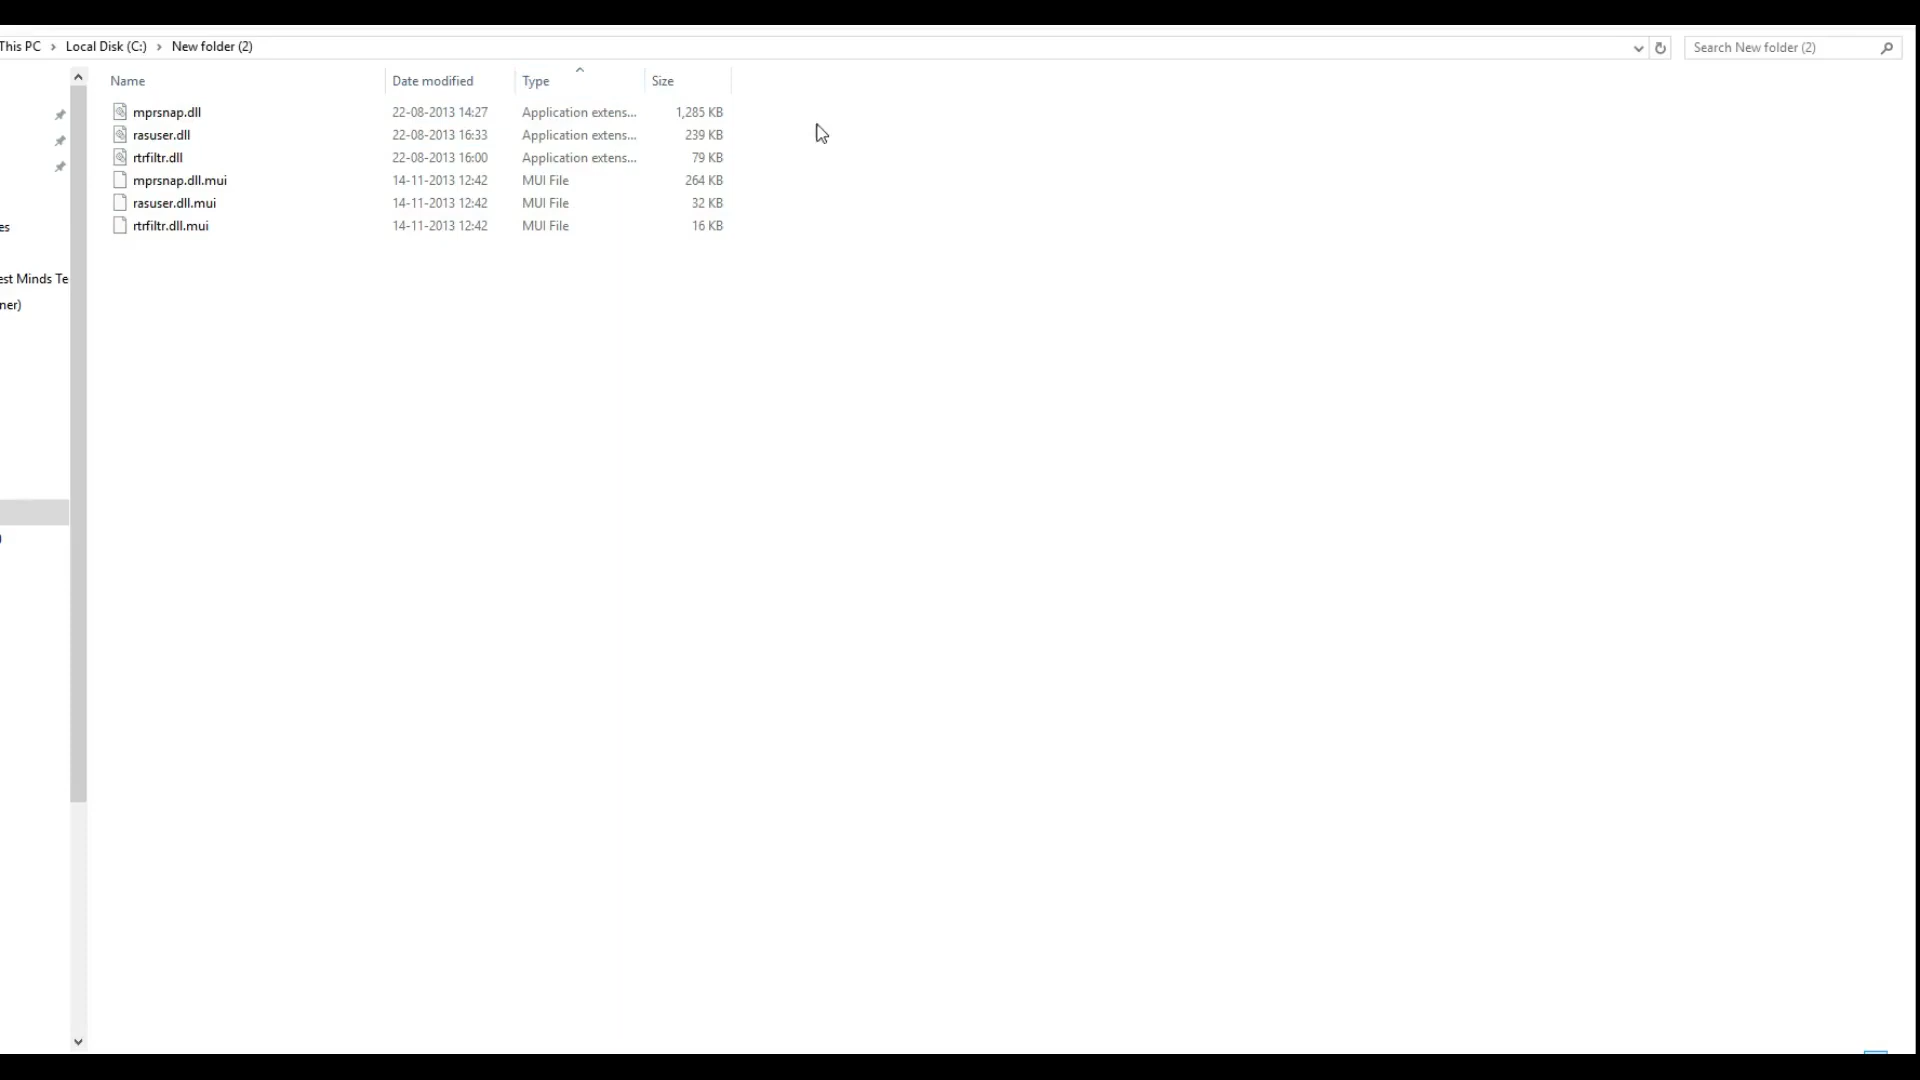 This PC > Local Disk (C:) > New folder (2)
Search New folder (2)
Name Date modified Type Size
mprsnap.dll 22-08-2013 14:27 Application extens... 1,285 KB
rasuser.dll 22-08-2013 16:33 Application extens... 239 KB
rtrfiltr.dll 22-08-2013 16:00 Application extens... 79 KB
mprsnap.dll.mui 14-11-2013 12:42 MUI File 264 KB
rasuser.dll.mui 14-11-2013 12:42 MUI File 32 KB
rtrfiltr.dll.mui 14-11-2013 12:42 MUI File 16 KB
es
est Minds Te
ner)
)